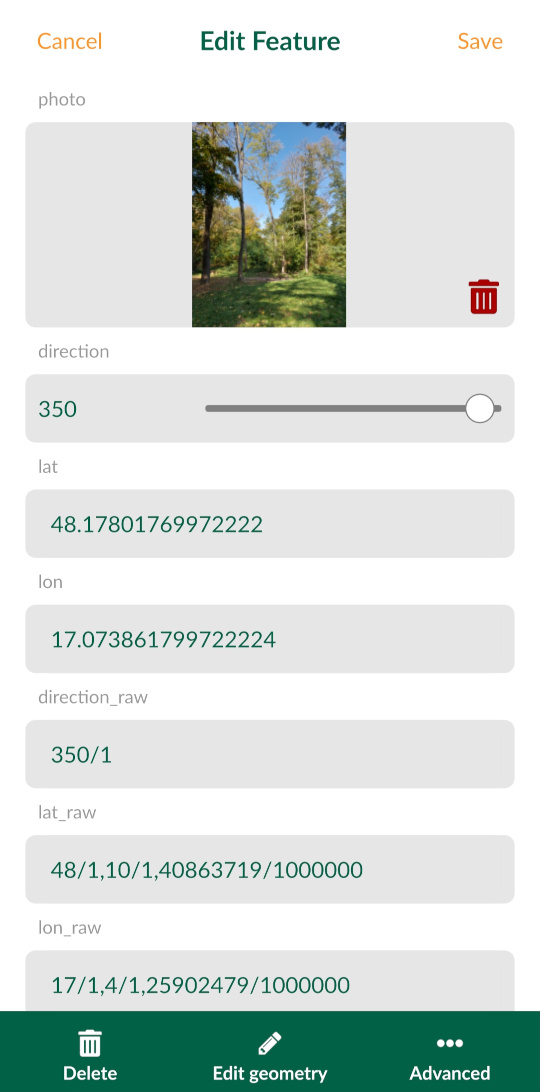 Cancel Edit Feature Save
photo
direction
350
lat
48.17801769972222
lon
17.073861799722224
direction_raw
350/1
lat_raw
48/1,10/1,40863719/1000000
lon_raw
17/1,4/1,25902479/1000000
Delete Edit geometry Advanced